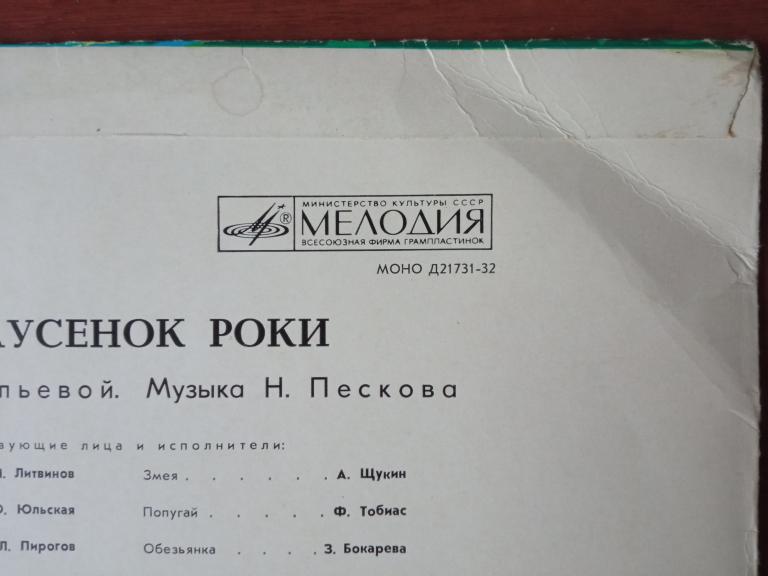 МИНИСТЕРСТВО КУЛЬТУРЫ СССР
® МЕЛОДИЯ
ВСЕСОЮЗНАЯ ФИРМА ГРАМПЛАСТИНОК
МОНО Д21731-32
АУСЕНОК РОКИ
льевой. Музыка Н. Пескова
вующие лица и исполнители:
Литвинов Змея . . . . . . А. Щукин
Юльская Попугай . . . . . Ф. Тобиас
Л. Пирогов Обезьянка . . . . З. Бокарева